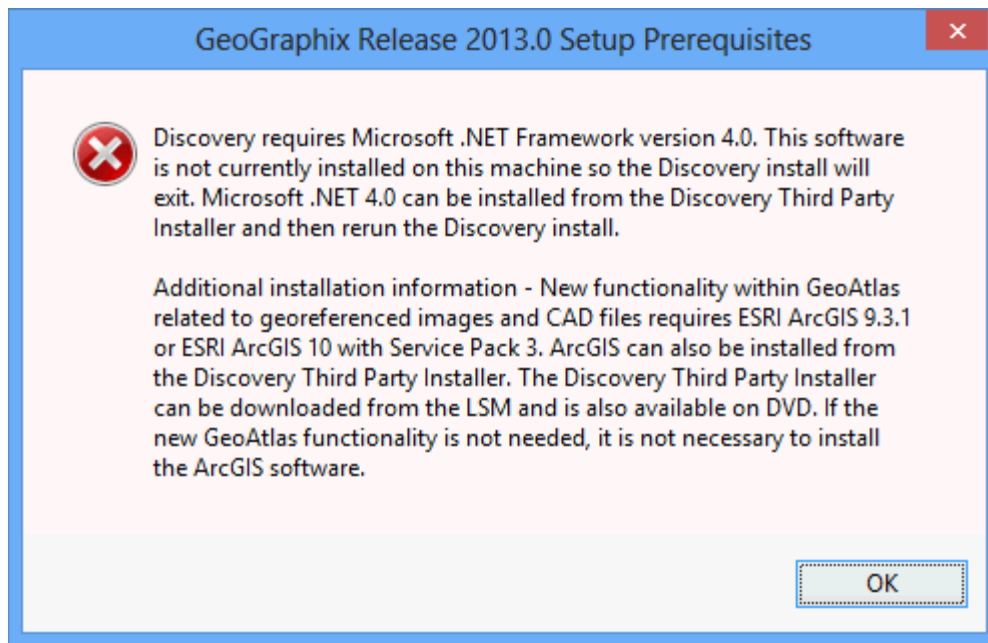 GeoGraphix Release 2013.0 Setup Prerequisites
Discovery requires Microsoft .NET Framework version 4.0. This software
is not currently installed on this machine so the Discovery install will
exit. Microsoft .NET 4.0 can be installed from the Discovery Third Party
Installer and then rerun the Discovery install.
Additional installation information - New functionality within GeoAtlas
related to georeferenced images and CAD files requires ESRI ArcGIS 9.3.1
or ESRI ArcGIS 10 with Service Pack 3. ArcGIS can also be installed from
the Discovery Third Party Installer. The Discovery Third Party Installer
can be downloaded from the LSM and is also available on DVD. If the
new GeoAtlas functionality is not needed, it is not necessary to install
the ArcGIS software.
OK